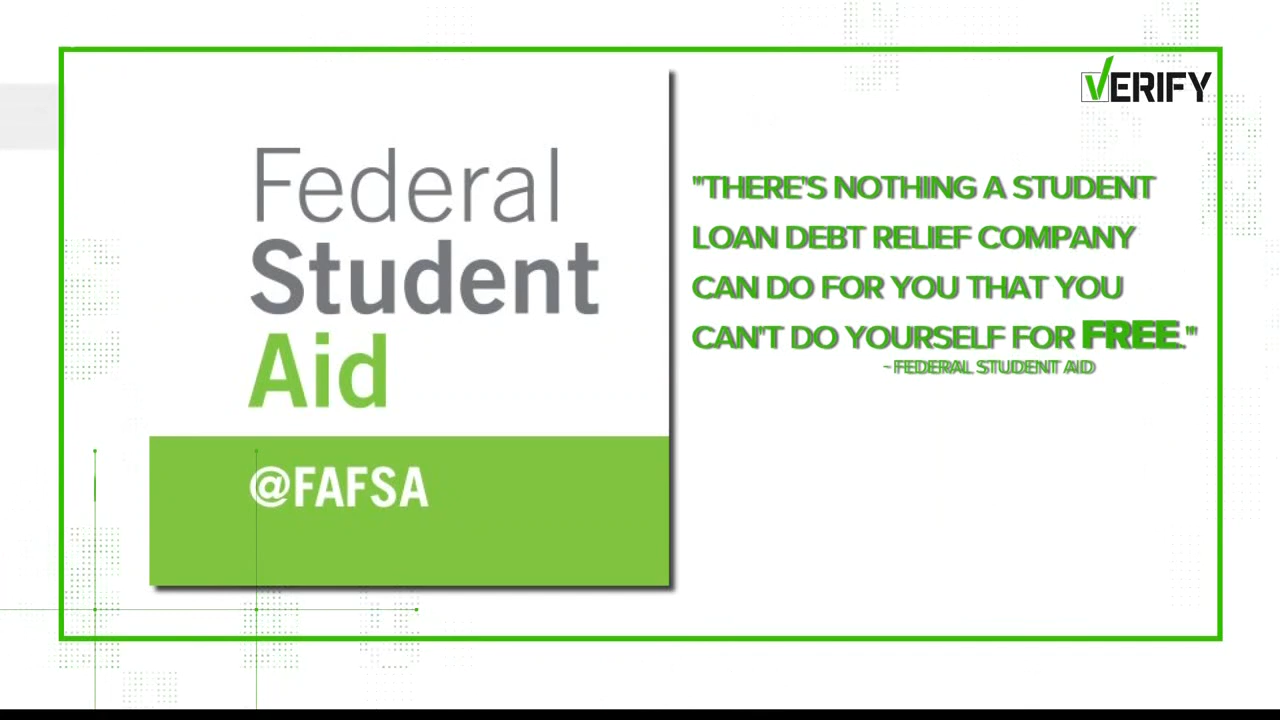 VERIFY
Federal
Student
Aid
@FAFSA
"THERE'S NOTHING A STUDENT
LOAN DEBT RELIEF COMPANY
CAN DO FOR YOU THAT YOU
CAN'T DO YOURSELF FOR FREE."
~ FEDERAL STUDENT AID